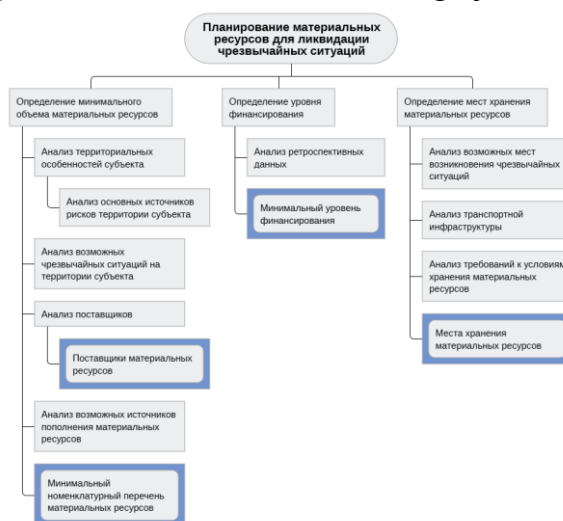 Планирование материальных
ресурсов для ликвидации
чрезвычайных ситуаций
Определение минимального
объема материальных ресурсов
Анализ территориальных
особенностей субъекта
Анализ основных источников
рисков территории субъекта
Анализ возможных
чрезвычайных ситуаций на
территории субъекта
Анализ поставщиков
Поставщики материальных
ресурсов
Анализ возможных источников
пополнения материальных
ресурсов
Минимальный
номенклатурный перечень
материальных ресурсов
Определение уровня
финансирования
Анализ ретроспективных
данных
Минимальный уровень
финансирования
Определение мест хранения
материальных ресурсов
Анализ возможных мест
возникновения чрезвычайных
ситуаций
Анализ транспортной
инфраструктуры
Анализ требований к условиям
хранения материальных
ресурсов
Места хранения
материальных ресурсов